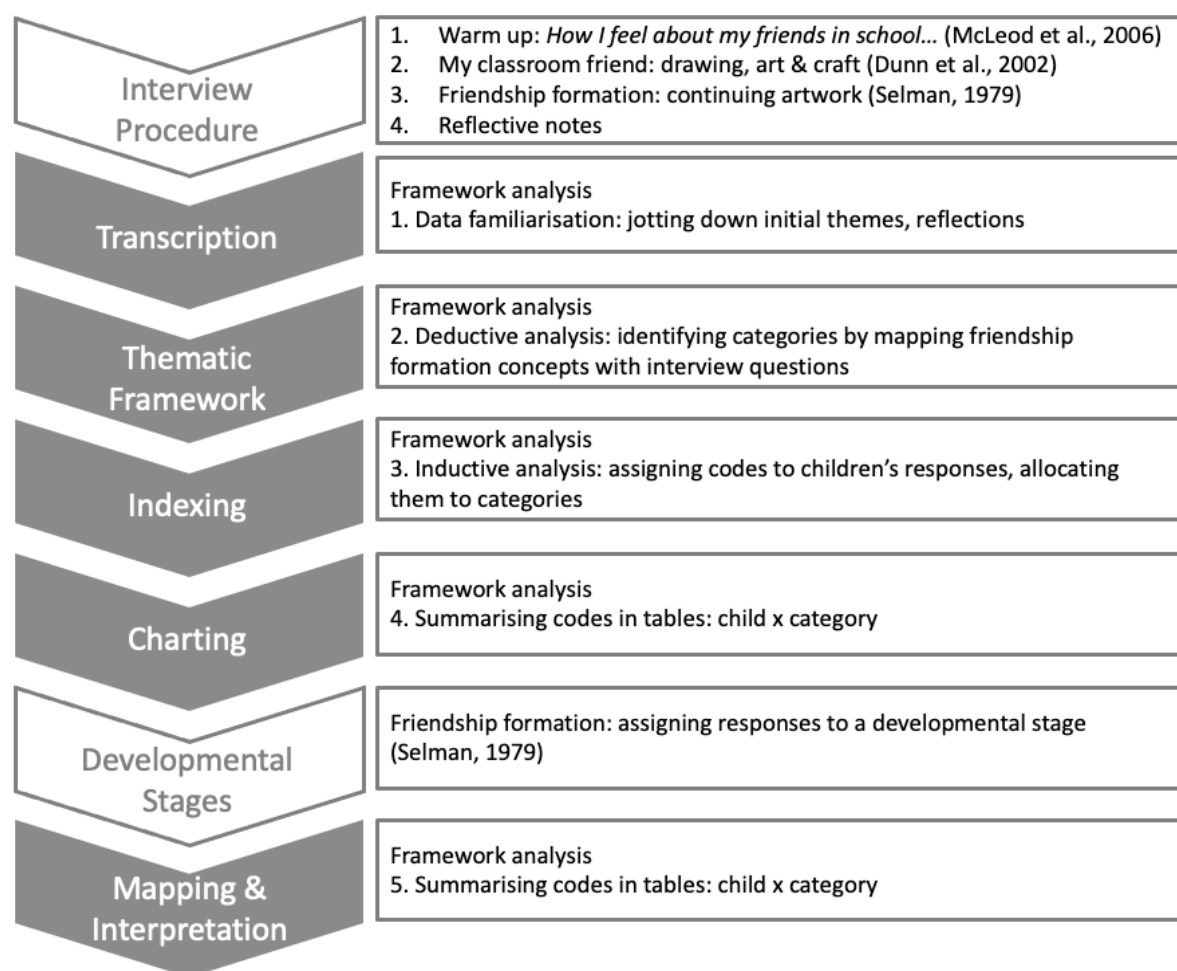 Interview
Procedure
1. Warm up: How I feel about my friends in school... (McLeod et al., 2006)
2. My classroom friend: drawing, art & craft (Dunn et al., 2002)
3. Friendship formation: continuing artwork (Selman, 1979)
4. Reflective notes
Transcription
Framework analysis
1. Data familiarisation: jotting down initial themes, reflections
Thematic
Framework
Framework analysis
2. Deductive analysis: identifying categories by mapping friendship
formation concepts with interview questions
Indexing
Framework analysis
3. Inductive analysis: assigning codes to children’s responses, allocating
them to categories
Charting
Framework analysis
4. Summarising codes in tables: child x category
Developmental
Stages
Friendship formation: assigning responses to a developmental stage
(Selman, 1979)
Mapping &
Interpretation
Framework analysis
5. Summarising codes in tables: child x category